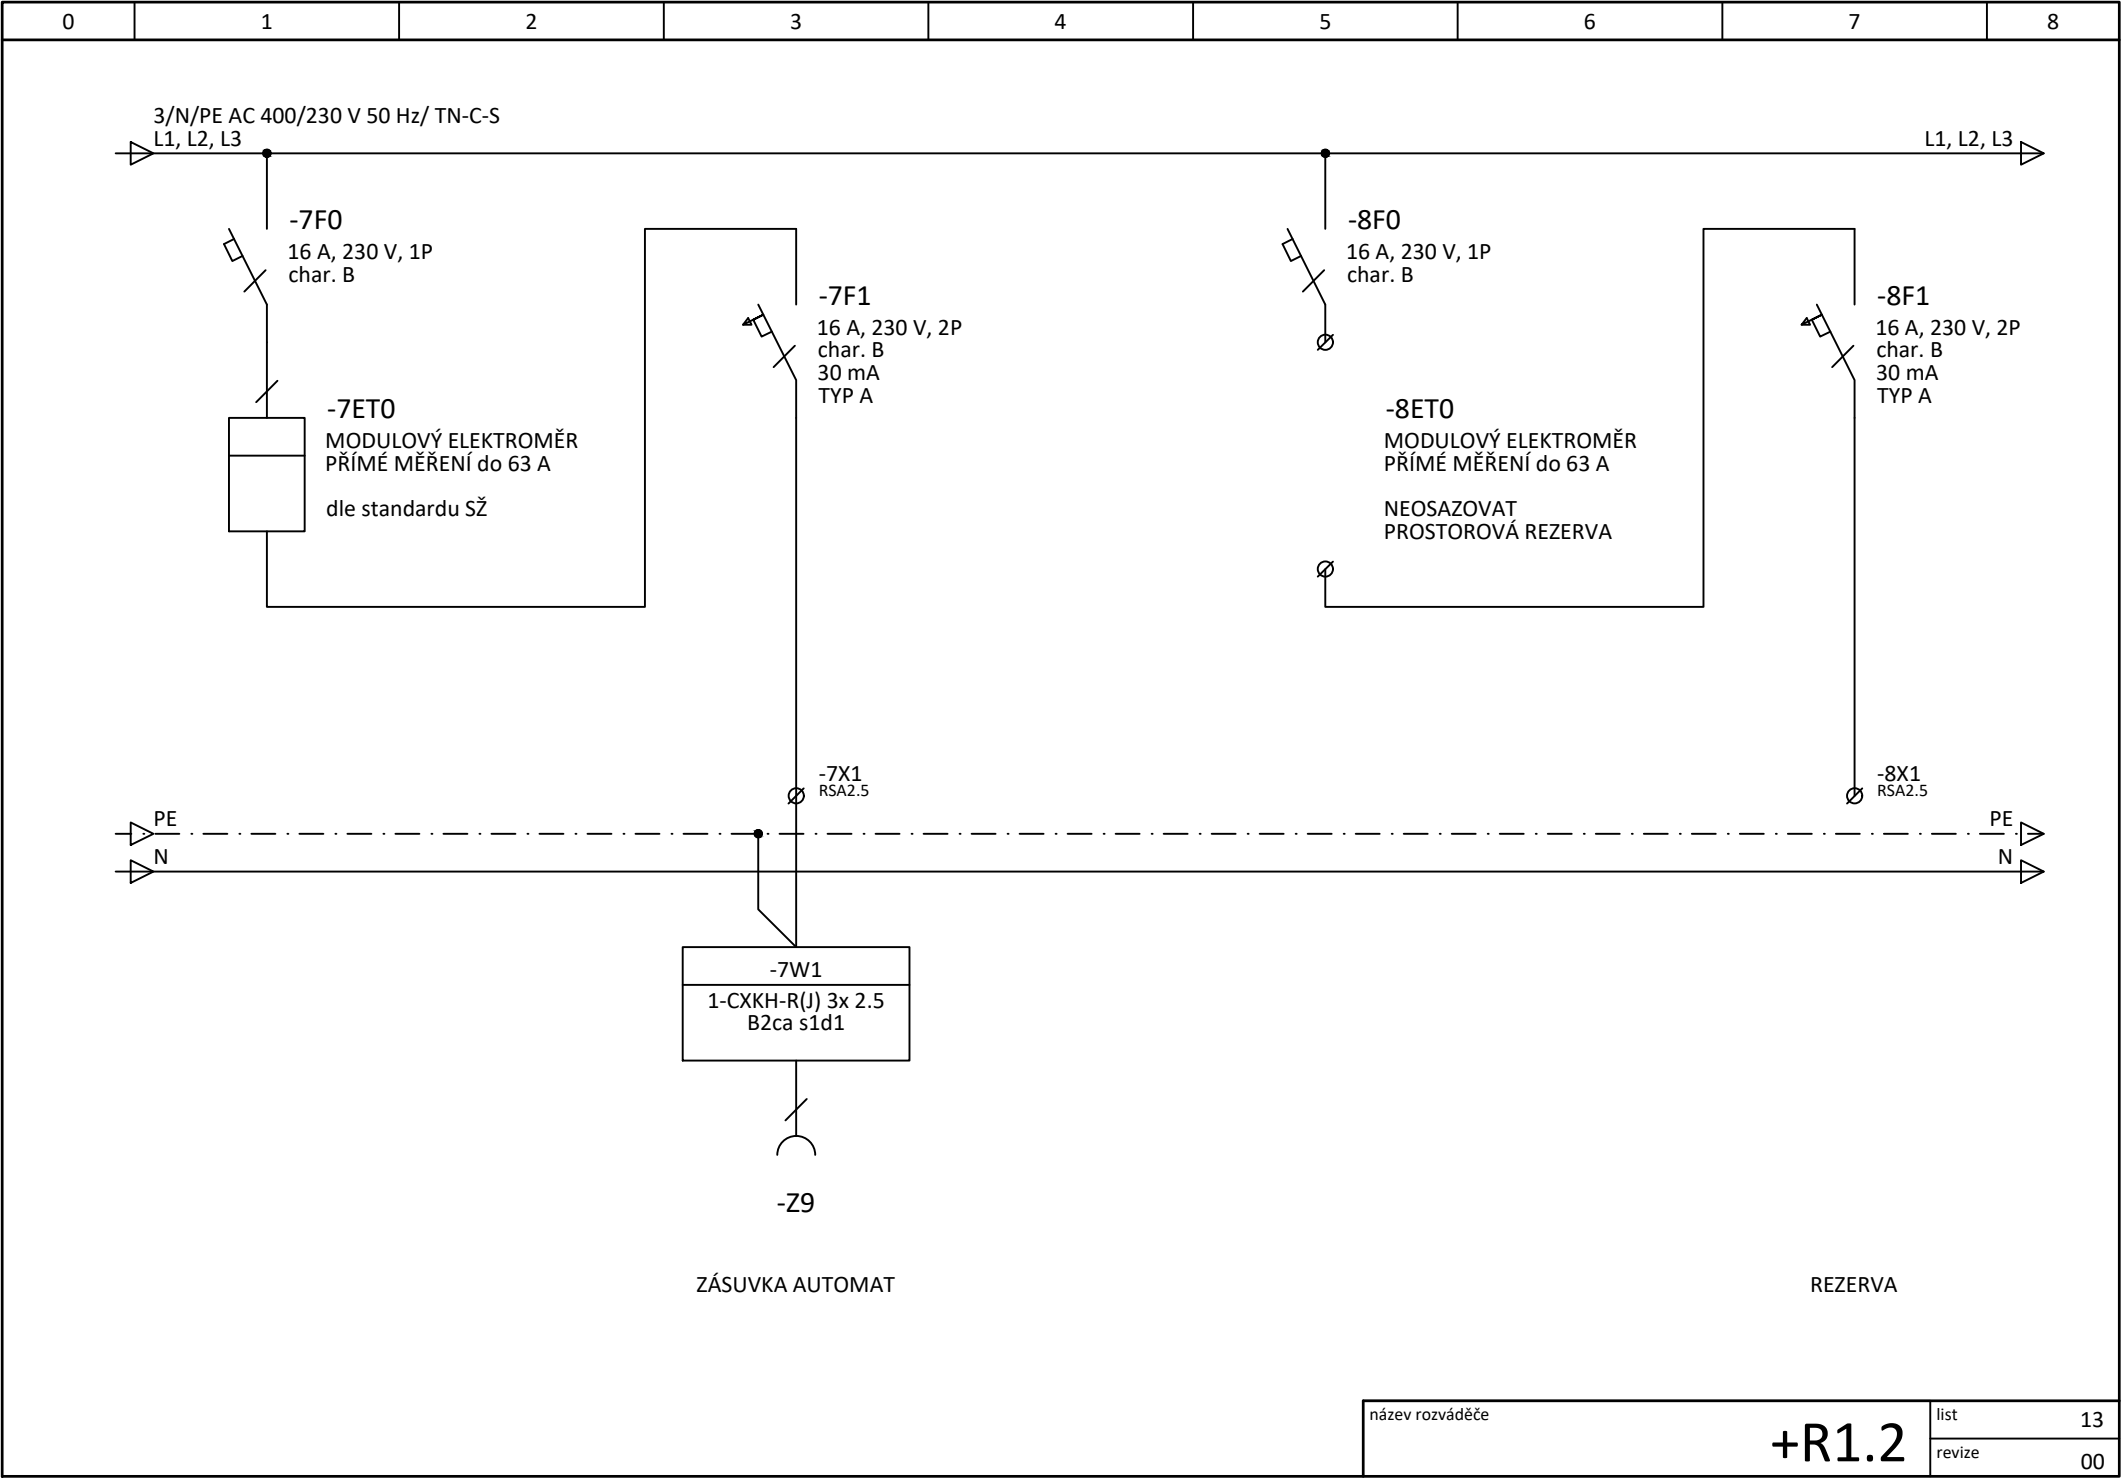 0 1 2 3 4 5 6 7 8
3/N/PE AC 400/230 V 50 Hz/ TN-C-S
L1, L2, L3
L1, L2, L3
-7F0
16 A, 230 V, 1P
char. B
-7F1
16 A, 230 V, 2P
char. B
30 mA
TYP A
-7ET0
MODULOVÝ ELEKTROMĚR
PŘÍMÉ MĚŘENÍ do 63 A
dle standardu SŽ
-8F0
16 A, 230 V, 1P
char. B
-8F1
16 A, 230 V, 2P
char. B
30 mA
TYP A
-8ET0
MODULOVÝ ELEKTROMĚR
PŘÍMÉ MĚŘENÍ do 63 A
NEOSAZOVAT
PROSTOROVÁ REZERVA
-7X1
RSA2.5
-8X1
RSA2.5
PE
PE
N
N
-7W1
1-CXKH-R(J) 3x 2.5
B2ca s1d1
-Z9
ZÁSUVKA AUTOMAT
REZERVA
název rozváděče
+R1.2
list 13
revize 00